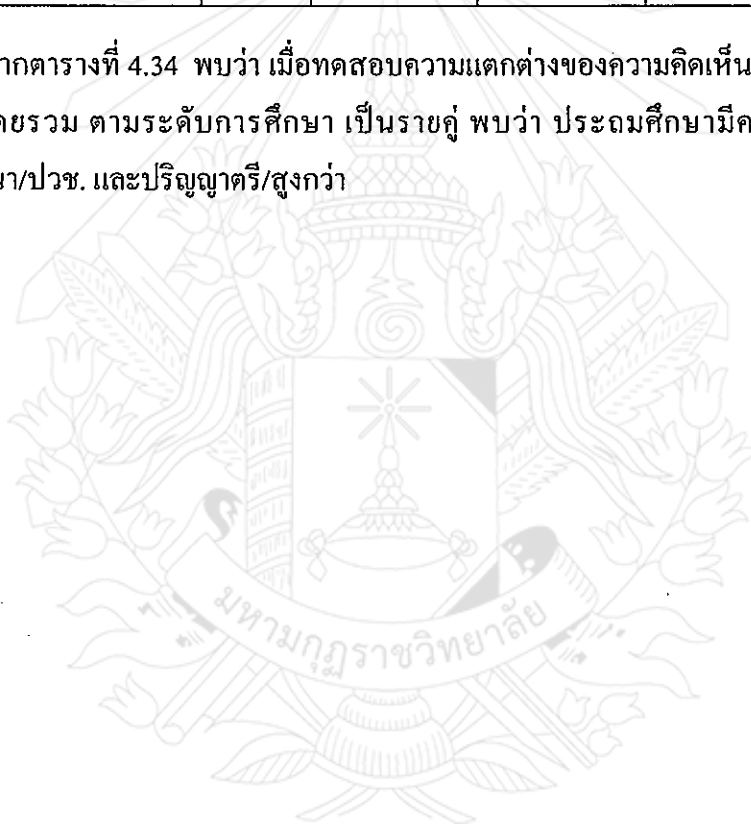 ากตารางที่ 4.34 พบว่า เมื่อทดสอบความแตกต่างของความคิดเห็น
ดยรวม ตามระดับการศึกษา เป็นรายคู่ พบว่า ประถมศึกษามีค
นา/ปวช. และปริญญาตรี/สูงกว่า
มหามกุฏราชวิทยาลัย